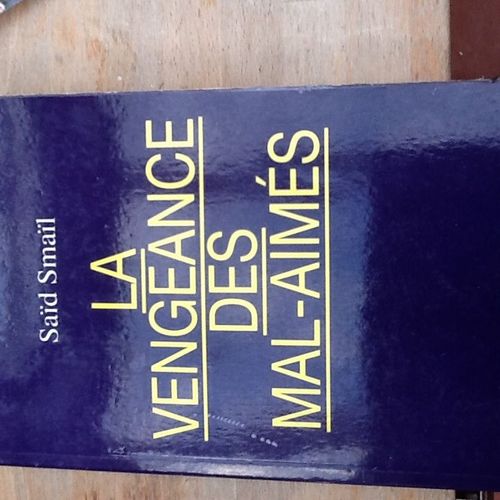 Saïd Smaïl
LA
VENGEANCE
DES
MAL-AIMÉS